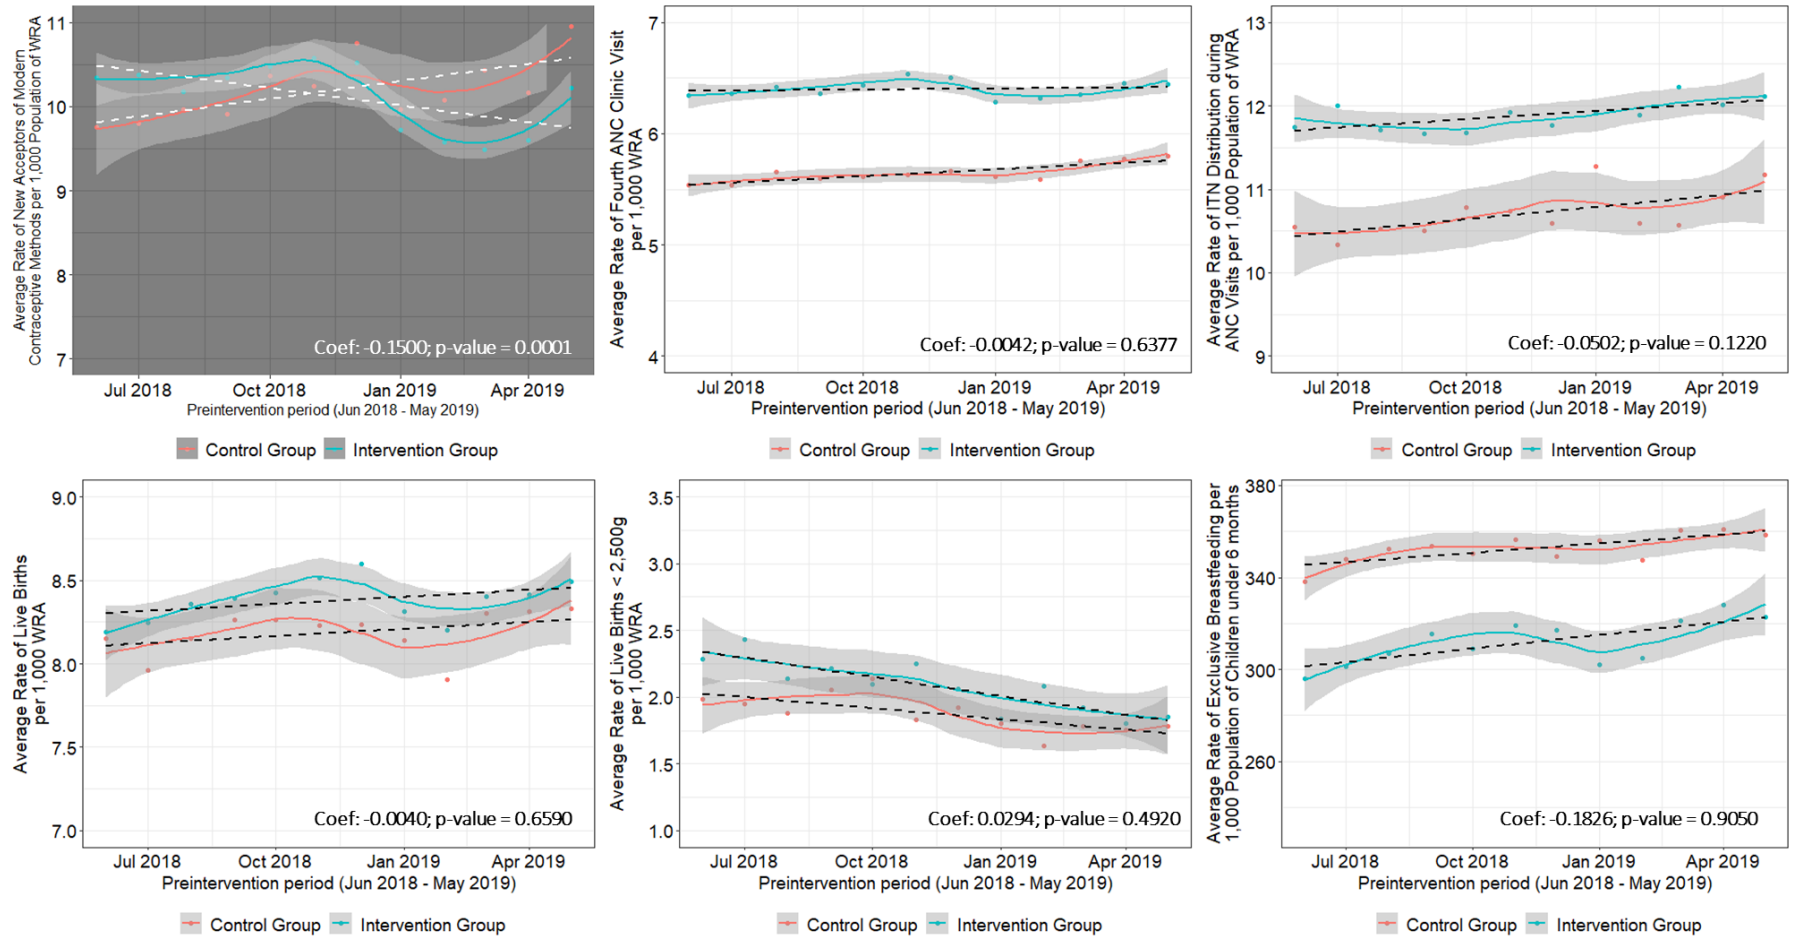 Average Rate of New Acceptors of Modern
Contraceptive Methods per 1,000 Population of WRA
11
10
9
8
7
Coef: -0.1500; p-value = 0.0001
Jul 2018
Oct 2018
Jan 2019
Apr 2019
Preintervention period (Jun 2018 - May 2019)
Control Group
Intervention Group
Average Rate of Fourth ANC Clinic Visit
per 1,000 WRA
7
6
5
4
Coef: -0.0042; p-value = 0.6377
Jul 2018
Oct 2018
Jan 2019
Apr 2019
Preintervention period (Jun 2018 - May 2019)
Control Group
Intervention Group
Average Rate of ITN Distribution during
ANC Visits per 1,000 Population of WRA
13
12
11
10
9
Coef: -0.0502; p-value = 0.1220
Jul 2018
Oct 2018
Jan 2019
Apr 2019
Preintervention period (Jun 2018 - May 2019)
Control Group
Intervention Group
Average Rate of Live Births
per 1,000 WRA
9.0
8.5
8.0
7.5
7.0
Coef: -0.0040; p-value = 0.6590
Jul 2018
Oct 2018
Jan 2019
Apr 2019
Preintervention period (Jun 2018 - May 2019)
Control Group
Intervention Group
Average Rate of Live Births < 2,500g
per 1,000 WRA
3.5
3.0
2.5
2.0
1.5
1.0
Coef: 0.0294; p-value = 0.4920
Jul 2018
Oct 2018
Jan 2019
Apr 2019
Preintervention period (Jun 2018 - May 2019)
Control Group
Intervention Group
Average Rate of Exclusive Breastfeeding per
1,000 Population of Children under 6 months
380
340
300
260
Coef: -0.1826; p-value = 0.9050
Jul 2018
Oct 2018
Jan 2019
Apr 2019
Preintervention period (Jun 2018 - May 2019)
Control Group
Intervention Group